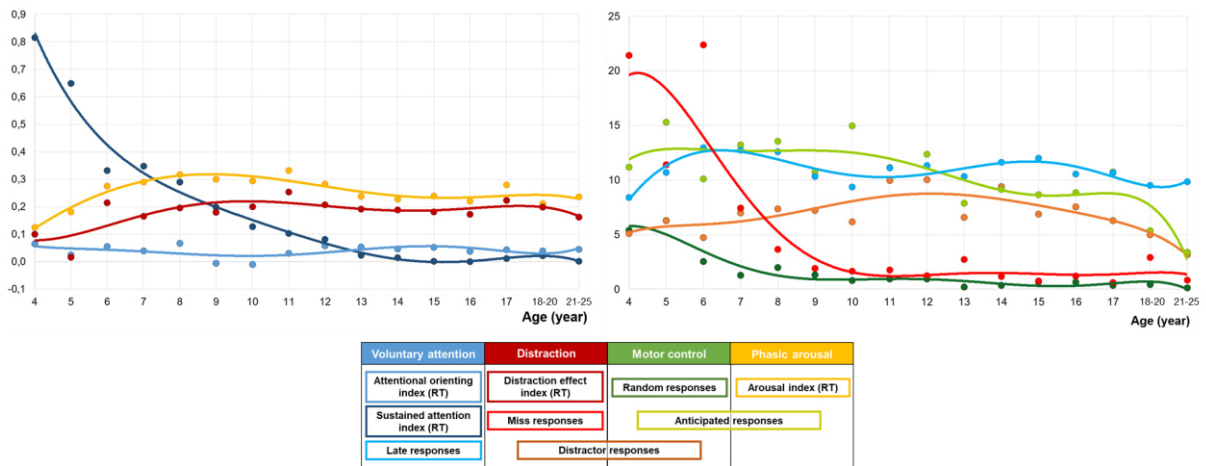 0,9
0,8
0,7
0,6
0,5
0,4
0,3
0,2
0,1
0,0
-0,1
4 5 6 7 8 9 10 11 12 13 14 15 16 17 18-20 21-25
Age (year)
25
20
15
10
5
0
4 5 6 7 8 9 10 11 12 13 14 15 16 17 18-20 21-25
Age (year)
Voluntary attention Distraction Motor control Phasic arousal
Attentional orienting
index (RT)
Distraction effect
index (RT)
Random responses
Arousal index (RT)
Sustained attention
index (RT)
Miss responses
Anticipated responses
Late responses
Distractor responses